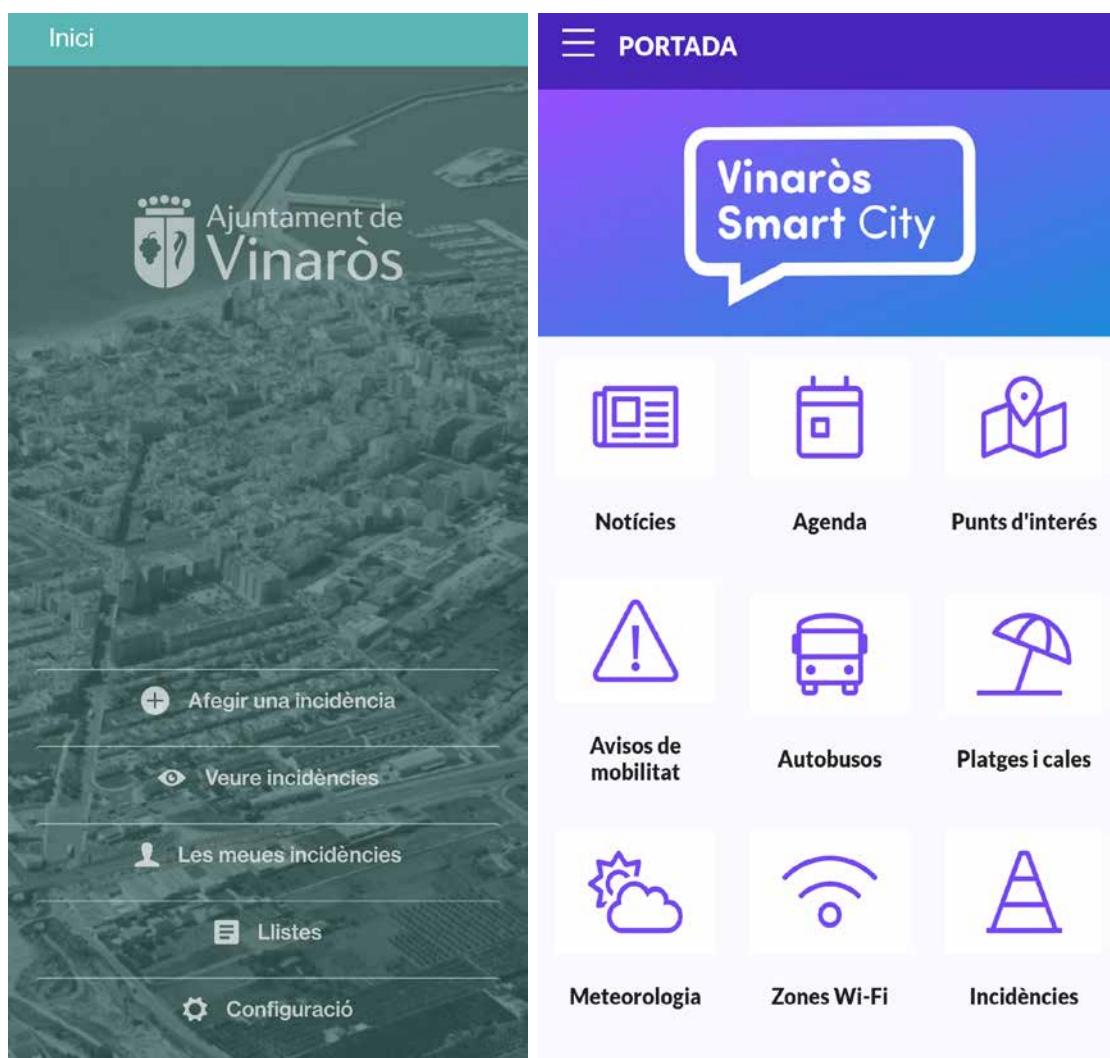 Inici
Ajuntament de
Vinaròs
Afegir una incidència
Veure incidències
Les meues incidències
Llistes
Configuració
PORTADA
Vinaròs
Smart City
Notícies
Agenda
Punts d'interés
Avisos de
mobilitat
Autobusos
Platges i cales
Meteorologia
Zones Wi-Fi
Incidències